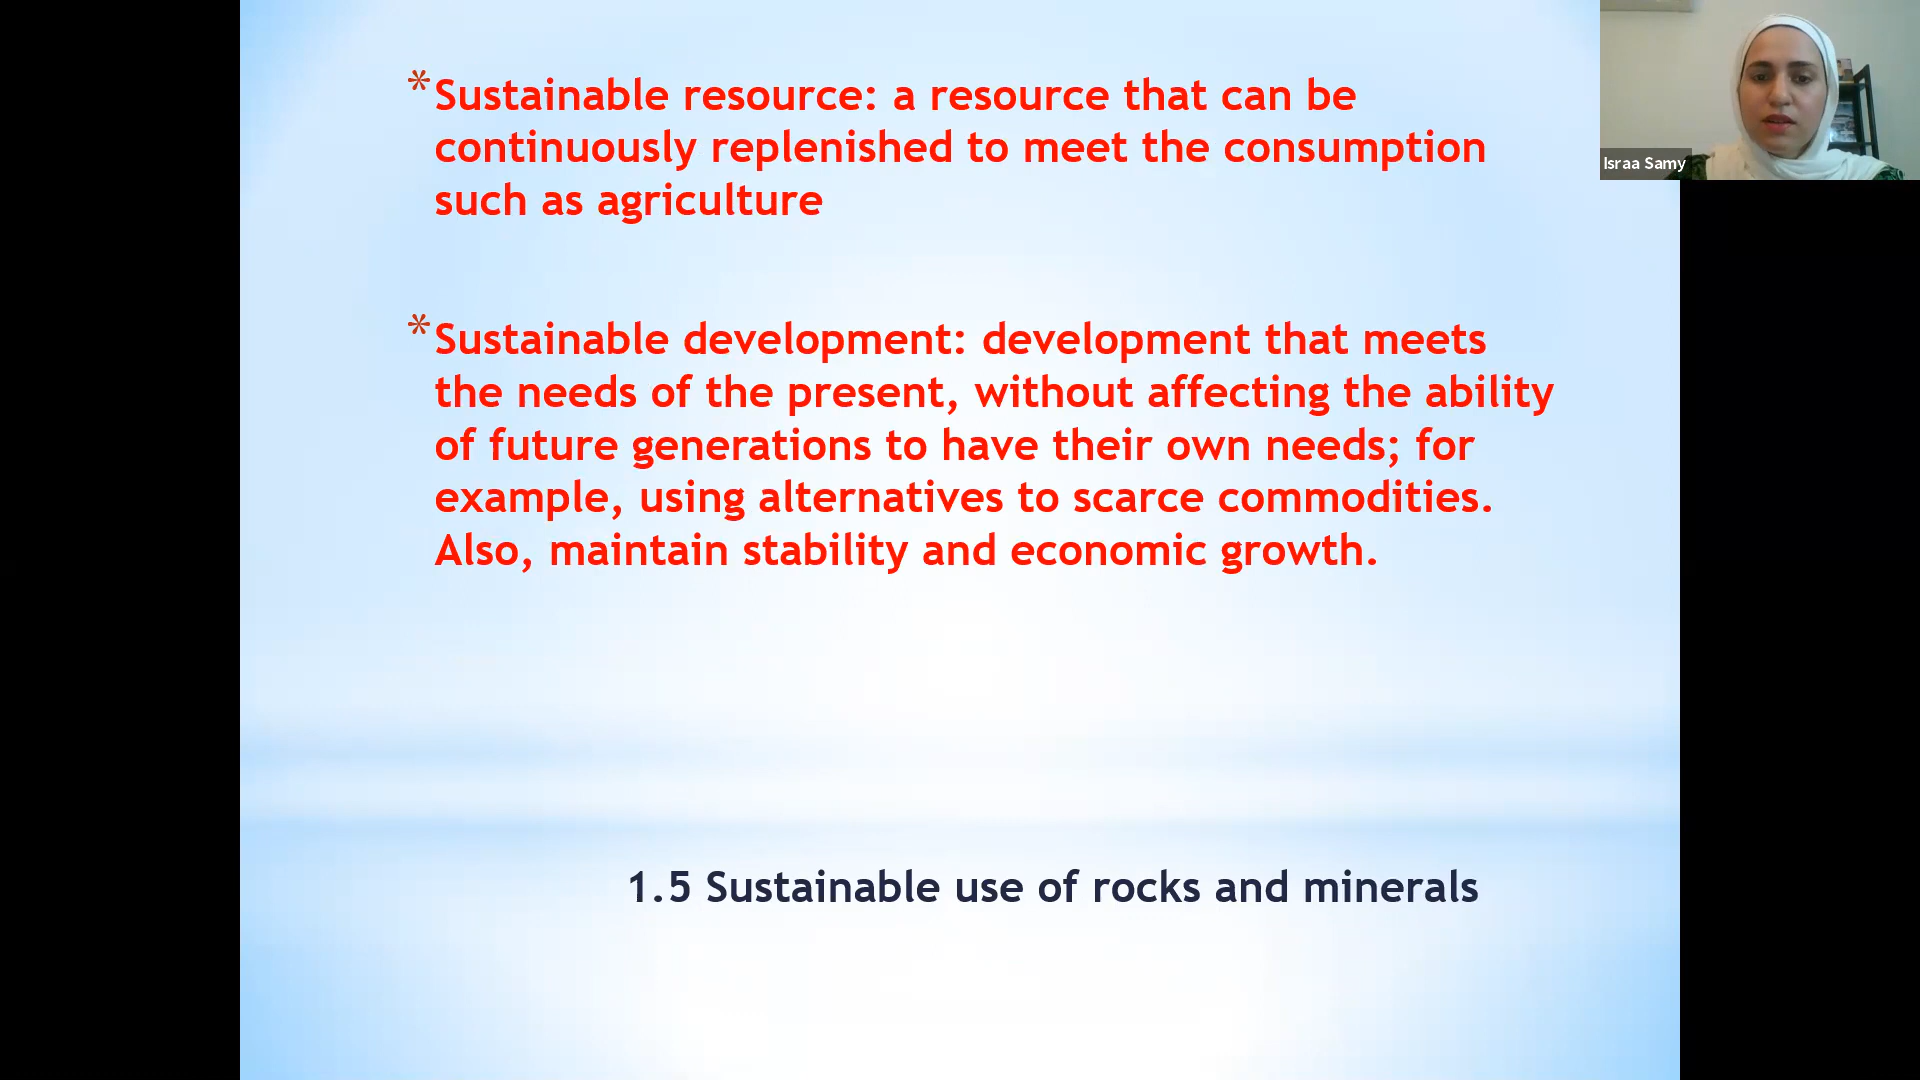 * Sustainable resource: a resource that can be
continuously replenished to meet the consumption
such as agriculture
* Sustainable development: development that meets
the needs of the present, without affecting the ability
of future generations to have their own needs; for
example, using alternatives to scarce commodities.
Also, maintain stability and economic growth.
1.5 Sustainable use of rocks and minerals
Israa Samy